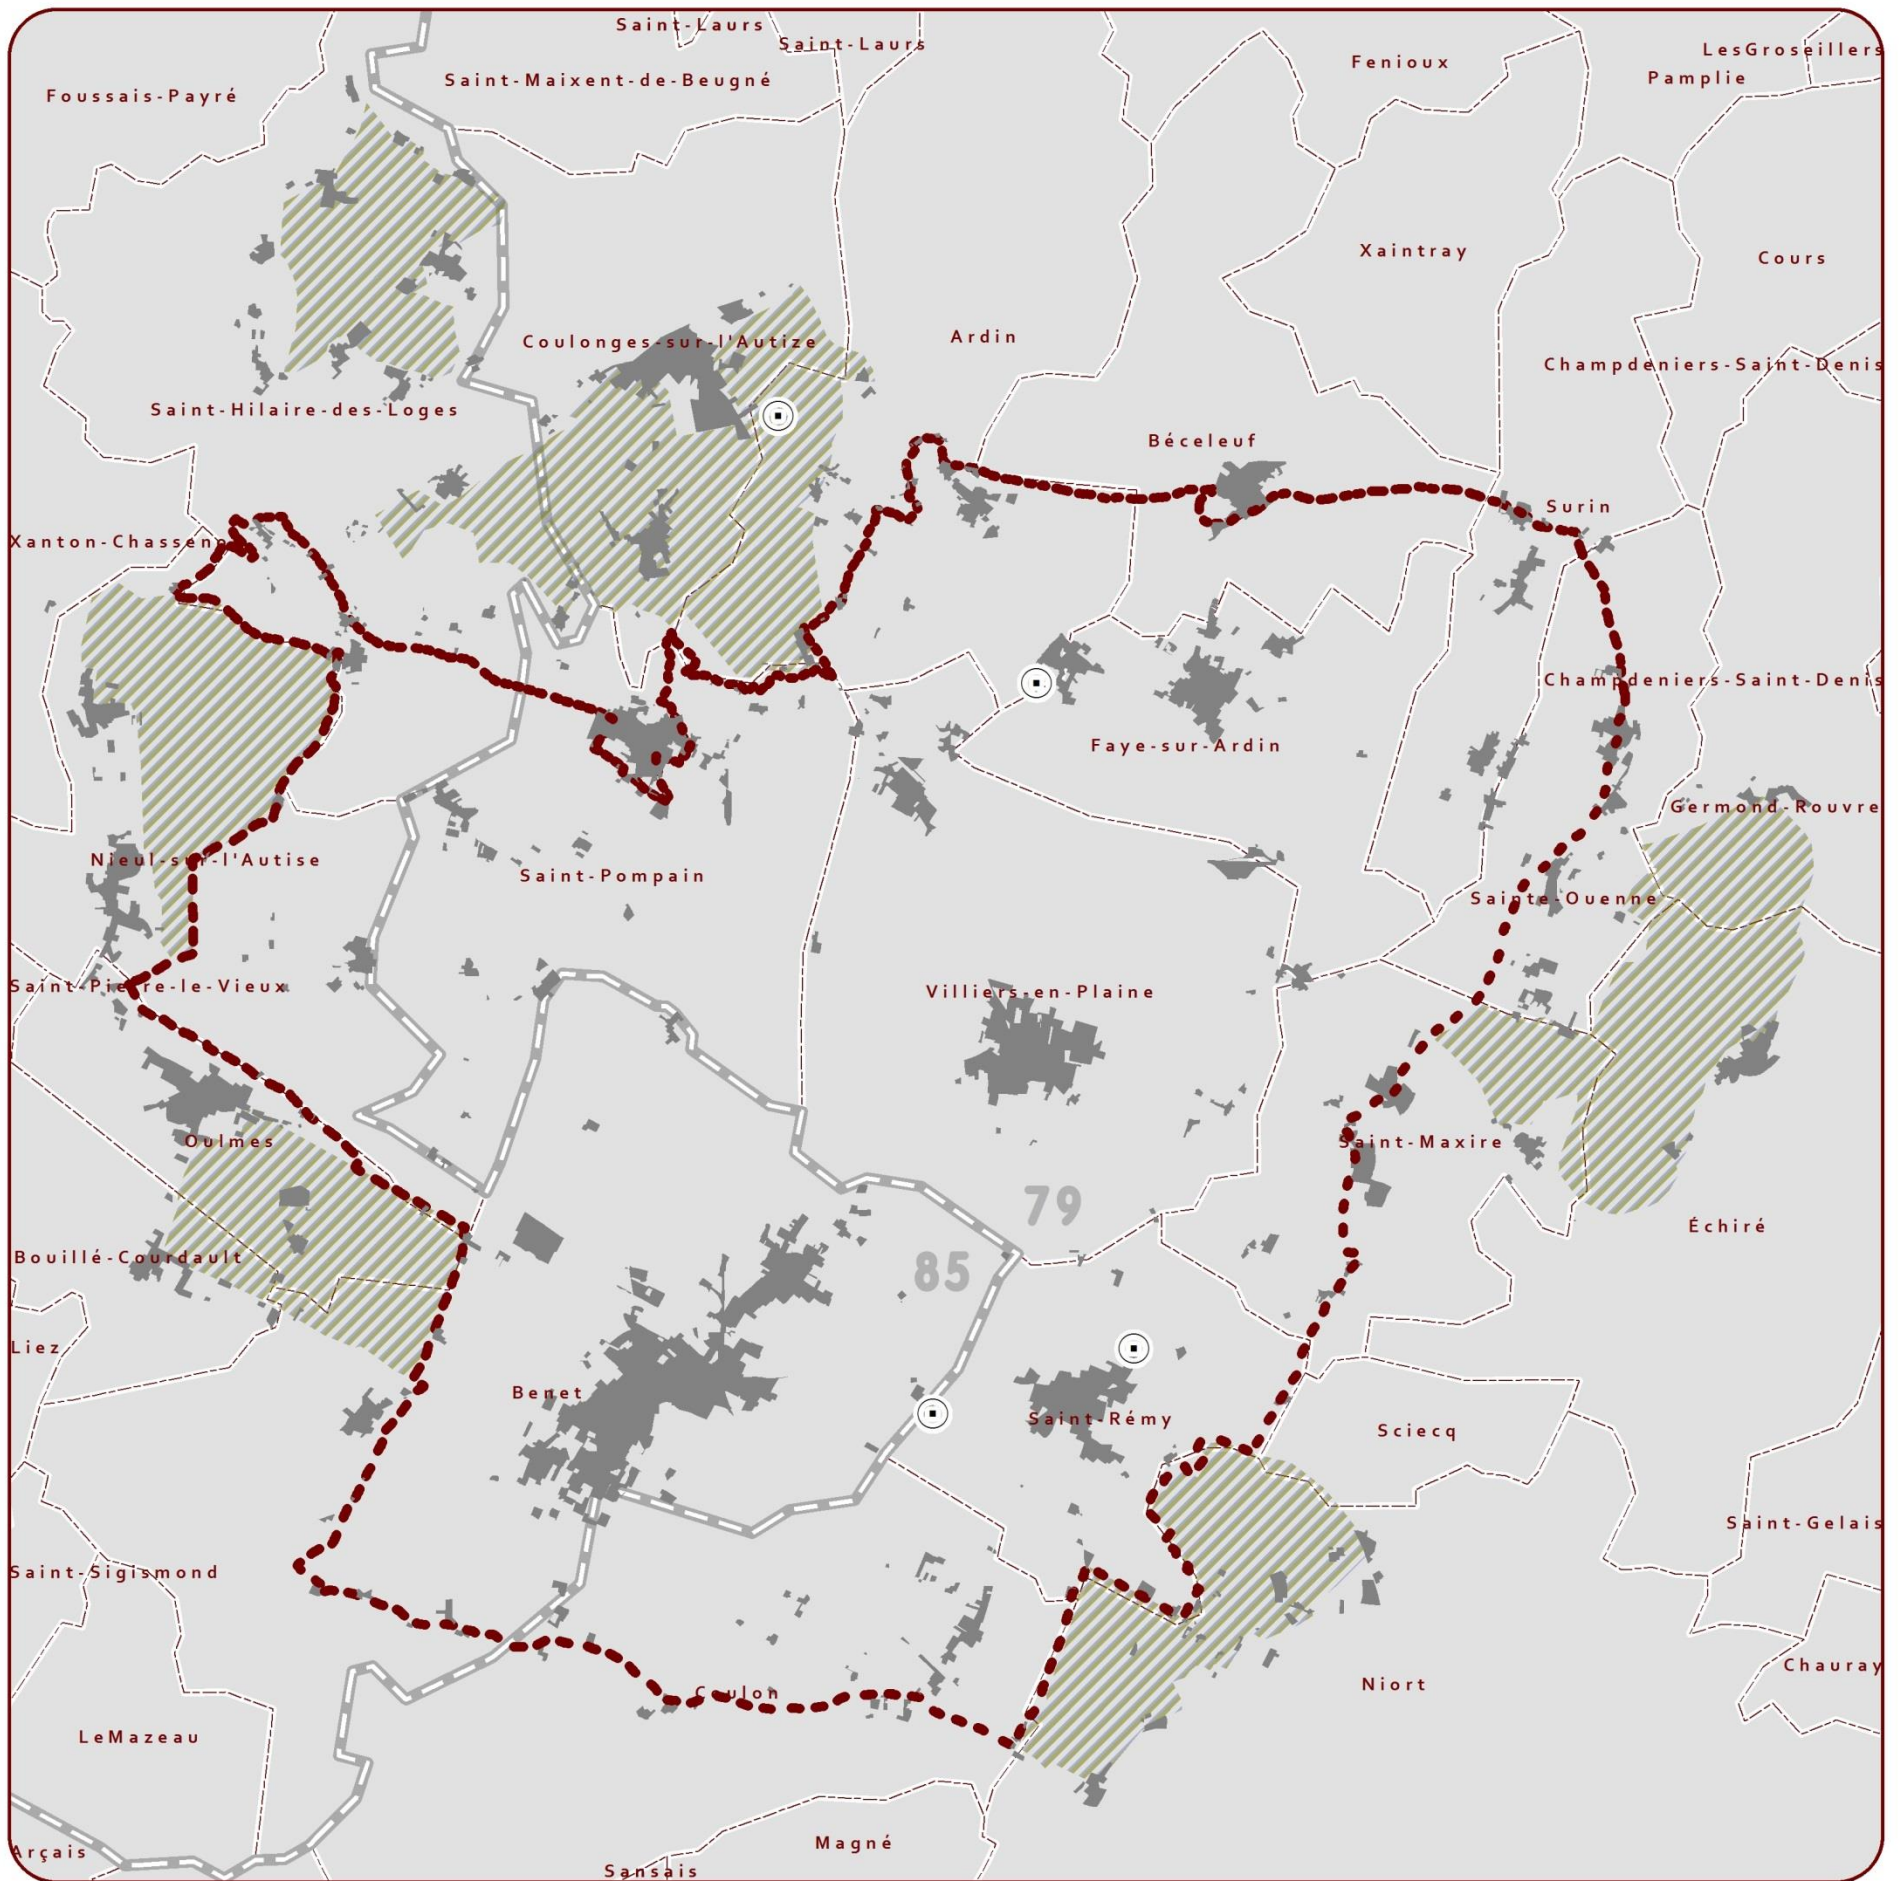 Saint-Laurs
Saint-Laurs
LesGroseillers
Fenioux
Pamplie
Saint-Maixent-de-Beugné
Foussais-Payré
Xaintray
Cours
Ardin
Coulonges-sur-l'Autize
Champdeniers-Saint-Denis
Saint-Hilaire-des-Loges
Béceleuf
Surin
Xanton-Chasseno
Champdeniers-Saint-Denis
Faye-sur-Ardin
Germond-Rouvre
Nieul-sur-l'Autise
Saint-Pompain
Sainte-Ouenne
Saint-Pierre-le-Vieux
Villiers-en-Plaine
Oulmes
Saint-Maxire
79
Échiré
Bouillé-Courdault
85
Liez
Benet
Saint-Rémy
Sciecq
Saint-Gelais
Saint-Sigismond
Chauray
Niort
Coulon
LeMazeau
Magné
Arçais
Sansais